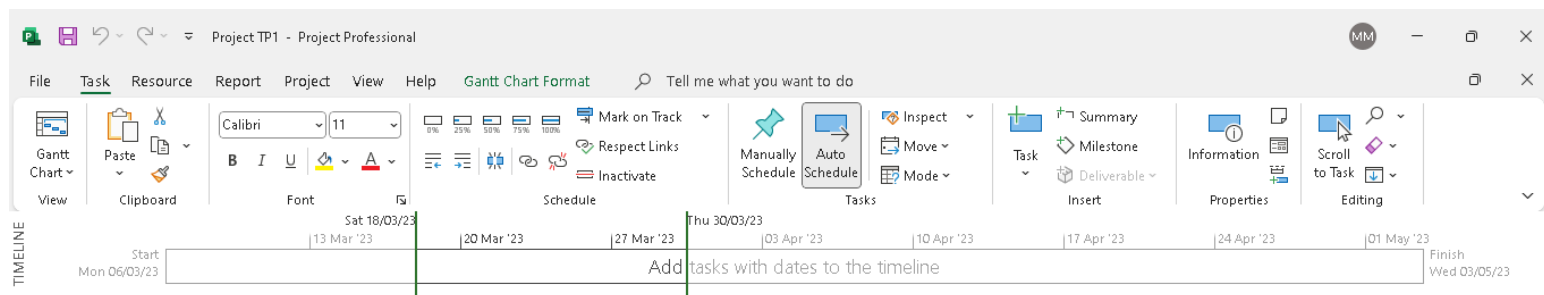 Project TP1 - Project Professional MM
File Task Resource Report Project View Help Gantt Chart Format Tell me what you want to do
Calibri 11 0% 25% 50% 75% 100% Mark on Track Inspect Summary
Gantt Chart Paste B I U A Respect Links Manually Schedule Auto Schedule Move Task Milestone Information Scroll to Task
Inactivate Mode Deliverable
View Clipboard Font Schedule Tasks Insert Properties Editing
Sat 18/03/23 Thu 30/03/23
13 Mar '23 20 Mar '23 27 Mar '23 03 Apr '23 10 Apr '23 17 Apr '23 24 Apr '23 01 May '23
TIMELINE
Start Finish
Mon 06/03/23 Add tasks with dates to the timeline Wed 03/05/23